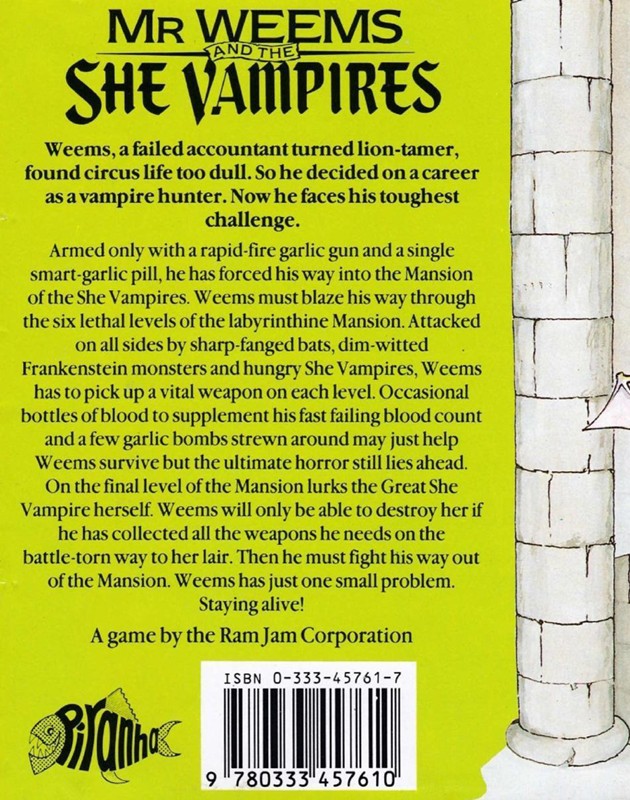 MR WEEMS
AND THE
SHE VAMPIRES
Weems, a failed accountant turned lion-tamer,
found circus life too dull. So he decided on a career
as a vampire hunter. Now he faces his toughest
challenge.
Armed only with a rapid-fire garlic gun and a single
smart-garlic pill, he has forced his way into the Mansion
of the She Vampires. Weems must blaze his way through
the six lethal levels of the labyrinthine Mansion. Attacked
on all sides by sharp-fanged bats, dim-witted
Frankenstein monsters and hungry She Vampires, Weems
has to pick up a vital weapon on each level. Occasional
bottles of blood to supplement his fast failing blood count
and a few garlic bombs strewn around may just help
Weems survive but the ultimate horror still lies ahead.
On the final level of the Mansion lurks the Great She
Vampire herself. Weems will only be able to destroy her if
he has collected all the weapons he needs on the
battle-torn way to her lair. Then he must fight his way out
of the Mansion. Weems has just one small problem.
Staying alive!
A game by the Ram Jam Corporation
ISBN 0-333-45761-7
Piranha
9 780333 457610